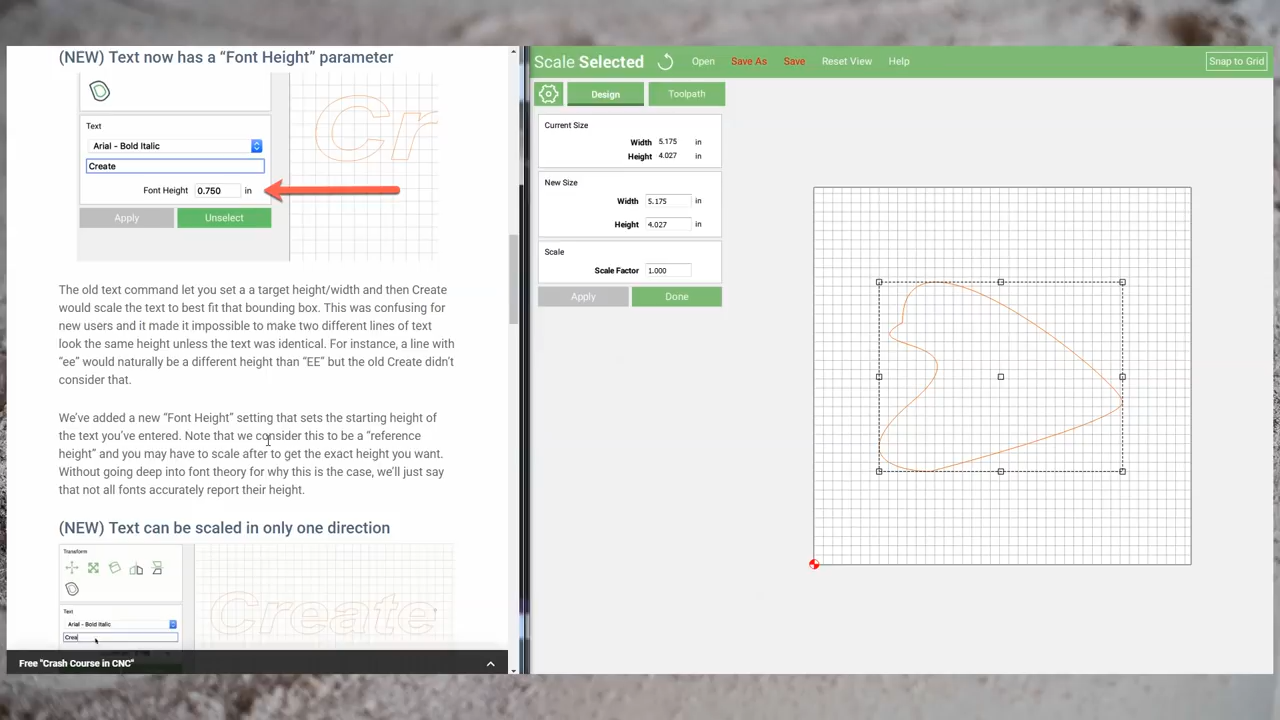 (NEW) Text now has a “Font Height” parameter
Text
Arial - Bold Italic
Create
Font Height 0.750 in
Apply Unselect
Cr
The old text command let you set a a target height/width and then Create
would scale the text to best fit that bounding box. This was confusing for
new users and it made it impossible to make two different lines of text
look the same height unless the text was identical. For instance, a line with
“ee” would naturally be a different height than “EE” but the old Create didn’t
consider that.
We’ve added a new “Font Height” setting that sets the starting height of
the text you’ve entered. Note that we consider this to be a “reference
height” and you may have to scale after to get the exact height you want.
Without going deep into font theory for why this is the case, we’ll just say
that not all fonts accurately report their height.
(NEW) Text can be scaled in only one direction
Transform
Text
Arial - Bold Italic
Crea
Create
Free "Crash Course in CNC"
Scale Selected Open Save As Save Reset View Help Snap to Grid
Design Toolpath
Current Size
Width 5.175 in
Height 4.027 in
New Size
Width 5.175 in
Height 4.027 in
Scale
Scale Factor 1.000
Apply Done